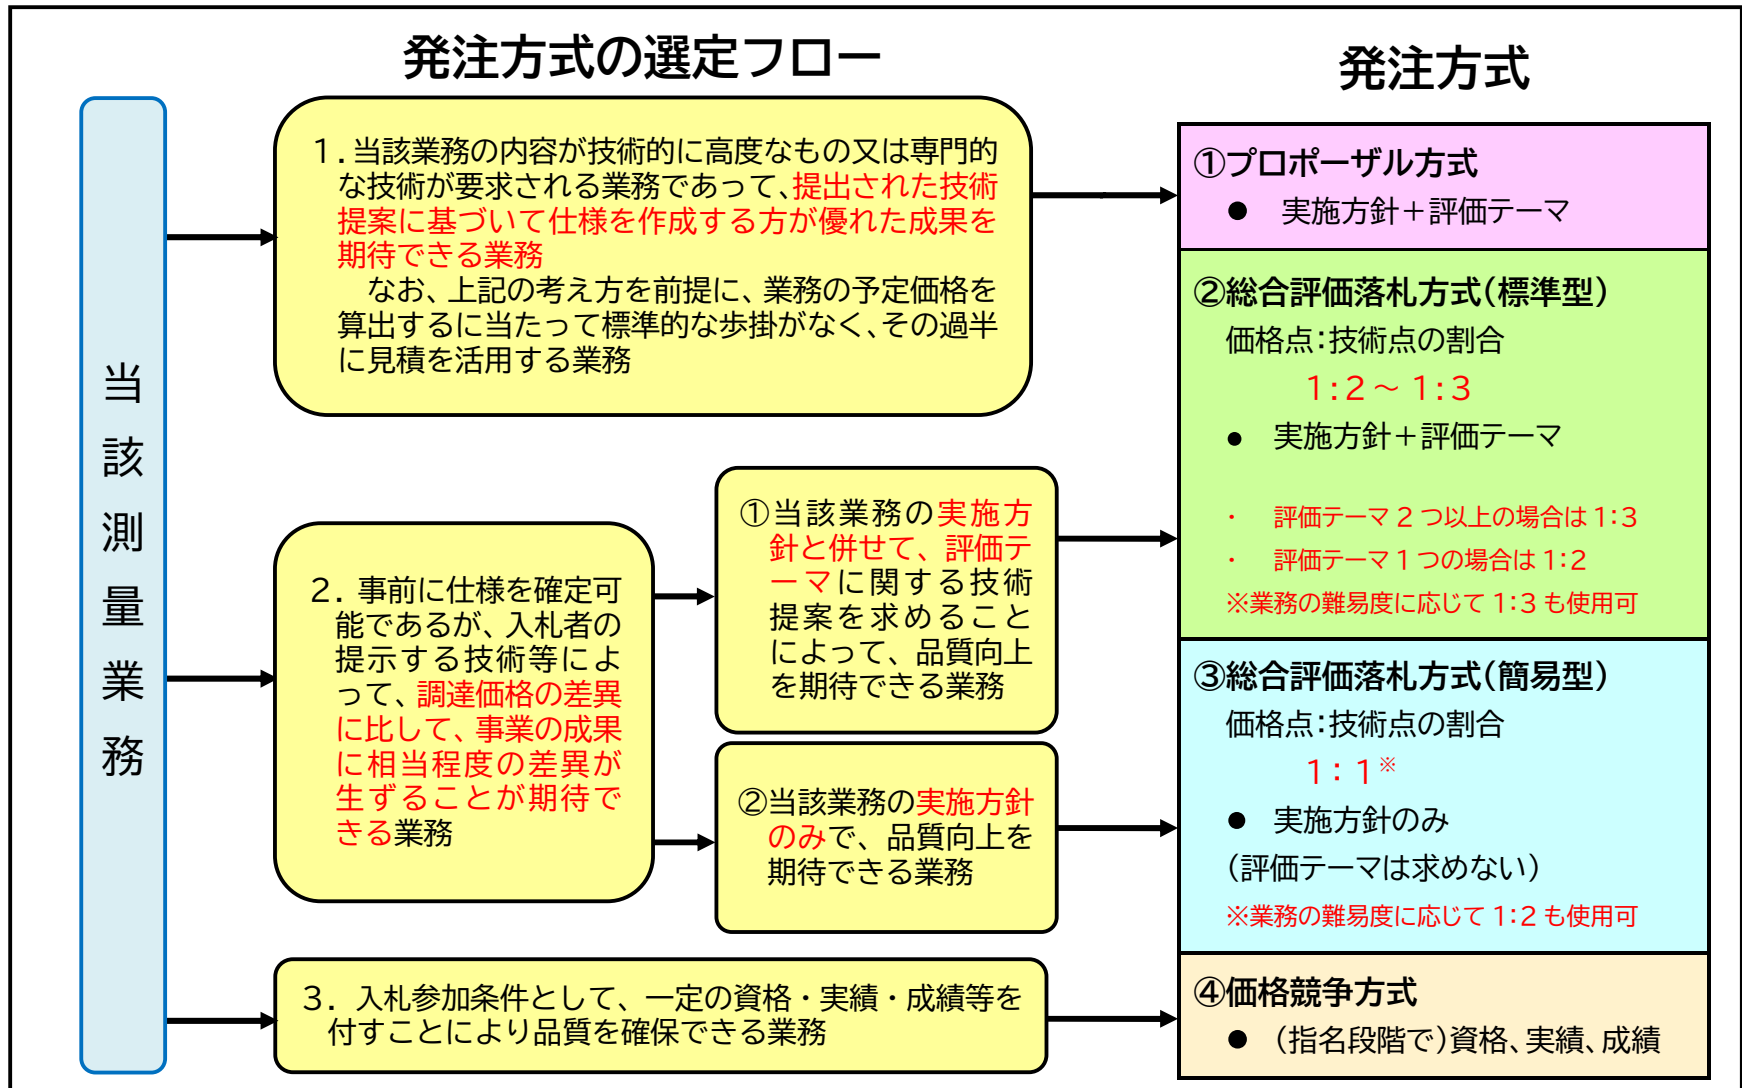 発注方式の選定フロー
発注方式
当該測量業務
1．当該業務の内容が技術的に高度なもの又は専門的
な技術が要求される業務であって、提出された技術
提案に基づいて仕様を作成する方が優れた成果を
期待できる業務
なお、上記の考え方を前提に、業務の予定価格を
算出するに当たって標準的な歩掛がなく、その過半
に見積を活用する業務
2．事前に仕様を確定可
能であるが、入札者の
提示する技術等によ
って、調達価格の差異
に比して、事業の成果
に相当程度の差異が
生ずることが期待で
きる業務
①当該業務の実施方
針と併せて、評価テ
ーマに関する技術
提案を求めること
によって、品質向上
を期待できる業務
②当該業務の実施方針
のみで、品質向上を
期待できる業務
3．入札参加条件として、一定の資格・実績・成績等を
付すことにより品質を確保できる業務
①プロポーザル方式
● 実施方針＋評価テーマ
②総合評価落札方式（標準型）
価格点：技術点の割合
1：2～1：3
● 実施方針＋評価テーマ
・ 評価テーマ2つ以上の場合は1：3
・ 評価テーマ1つの場合は1：2
※業務の難易度に応じて1：3も使用可
③総合評価落札方式（簡易型）
価格点：技術点の割合
1：1※
● 実施方針のみ
（評価テーマは求めない）
※業務の難易度に応じて1：2も使用可
④価格競争方式
● （指名段階で）資格、実績、成績